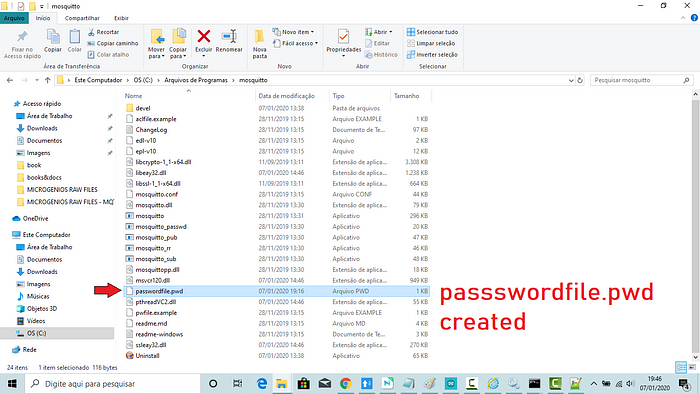 mosquitto
Arquivo Início Compartilhar Exibir
Fixar no Acesso rápido
Copiar Colar
Recortar
Copiar caminho
Colar atalho
Área de Transferência
Mover para Copiar para Excluir Renomear
Organizar
Nova pasta
Novo item
Fácil acesso
Novo
Propriedades
Abrir
Editar
Histórico
Abrir
Selecionar tudo
Limpar seleção
Inverter seleção
Selecionar
Este Computador OS (C:) Arquivos de Programas mosquitto
Pesquisar mosquitto
Nome Data de modificação Tipo Tamanho
Acesso rápido
Área de Trabalho
Downloads
Documentos
Imagens
book
books&docs
MICROGENIOS RAW FILES
MICROGENIOS RAW FILES - MQ
OneDrive
Este Computador
Área de Trabalho
Documentos
Downloads
Imagens
Músicas
Objetos 3D
Vídeos
OS (C:)
Rede
devel 07/01/2020 13:38 Pasta de arquivos
aclfile.example 28/11/2019 13:15 Arquivo EXAMPLE 1 KB
ChangeLog 28/11/2019 13:15 Documento de Te... 97 KB
edl-v10 28/11/2019 13:15 Arquivo 2 KB
epl-v10 28/11/2019 13:15 Arquivo 12 KB
libcrypto-1_1-x64.dll 11/09/2019 13:11 Extensão de aplica... 3.308 KB
libeay32.dll 07/01/2020 14:46 Extensão de aplica... 1.238 KB
libssl-1_1-x64.dll 11/09/2019 13:11 Extensão de aplica... 664 KB
mosquitto.conf 28/11/2019 13:15 Arquivo CONF 44 KB
mosquitto.dll 28/11/2019 13:30 Extensão de aplica... 79 KB
mosquitto 28/11/2019 13:31 Aplicativo 296 KB
mosquitto_passwd 28/11/2019 13:30 Aplicativo 20 KB
mosquitto_pub 28/11/2019 13:30 Aplicativo 47 KB
mosquitto_rr 28/11/2019 13:30 Aplicativo 46 KB
mosquitto_sub 28/11/2019 13:30 Aplicativo 48 KB
mosquittopp.dll 28/11/2019 13:30 Extensão de aplica...
msvcr120.dll 07/01/2020 14:46 Extensão de aplica... 949 KB
passwordfile.pwd 07/01/2020 19:16 Arquivo PWD 1 KB
pthreadVC2.dll 07/01/2020 14:46 Extensão de aplica... 55 KB
pwfile.example 28/11/2019 13:15 Arquivo EXAMPLE 1 KB
readme.md 28/11/2019 13:15 Arquivo MD 4 KB
readme-windows 28/11/2019 13:15 Documento de Te... 3 KB
ssleay32.dll 07/01/2020 14:46 Extensão de aplica... 270 KB
Uninstall 07/01/2020 13:38 Aplicativo 65 KB
passswordfile.pwd
created
24 itens 1 item selecionado 116 bytes
Digite aqui para pesquisar
19:46
07/01/2020